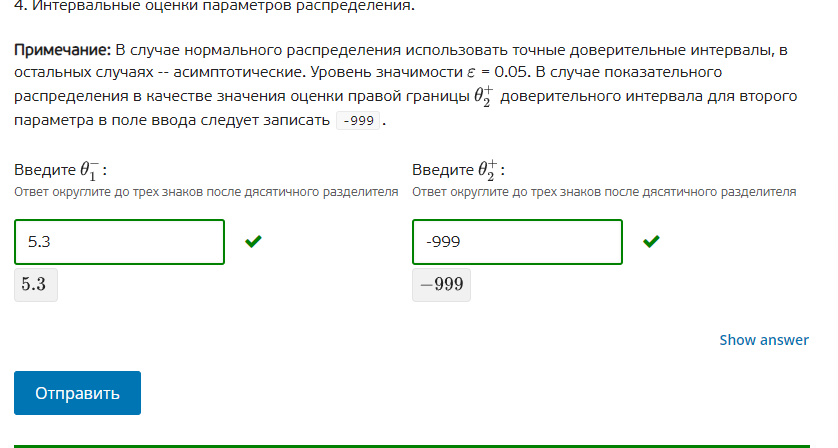 4. Интервальные оценки параметров распределения.
Примечание: В случае нормального распределения использовать точные доверительные интервалы, в
остальных случаях -- асимптотические. Уровень значимости ε = 0.05. В случае показательного
распределения в качестве значения оценки правой границы θ₂⁺ доверительного интервала для второго
параметра в поле ввода следует записать -999 .
Введите θ₁⁻ :
Ответ округлите до трех знаков после дясятичного разделителя
5.3
5.3
Введите θ₂⁺ :
Ответ округлите до трех знаков после дясятичного разделителя
-999
−999
Show answer
Отправить